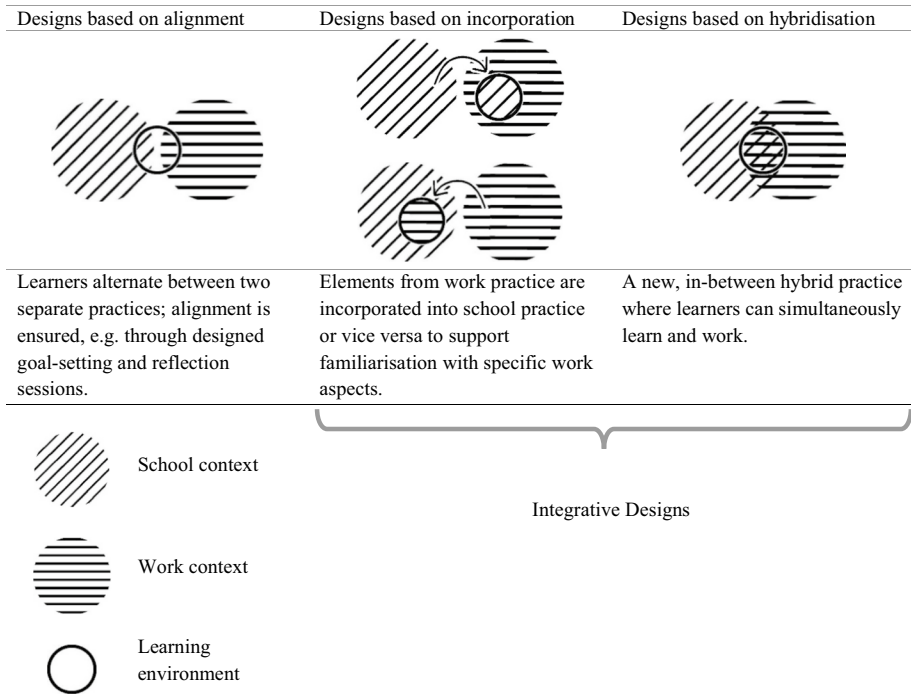 Designs based on alignment
Designs based on incorporation
Designs based on hybridisation
Learners alternate between two
separate practices; alignment is
ensured, e.g. through designed
goal-setting and reflection
sessions.
Elements from work practice are
incorporated into school practice
or vice versa to support
familiarisation with specific work
aspects.
A new, in-between hybrid practice
where learners can simultaneously
learn and work.
School context
Work context
Learning
environment
Integrative Designs